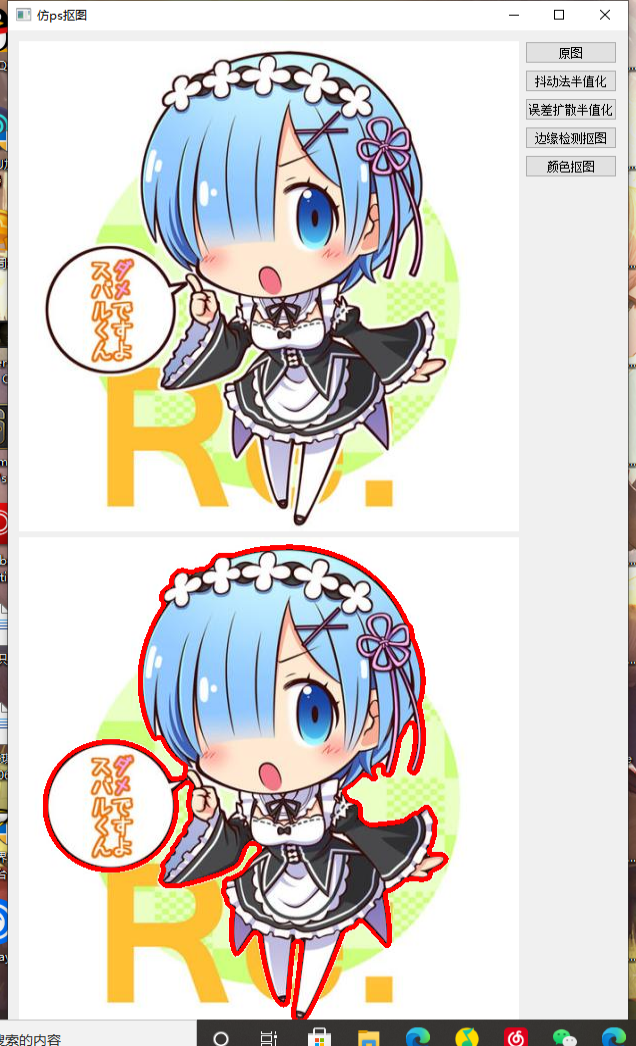 仿ps抠图
原图
抖动法半值化
误差扩散半值化
边缘检测抠图
颜色抠图
ダメですよ
スバルくん
Re.
ダメですよ
スバルくん
Re.
搜索的内容